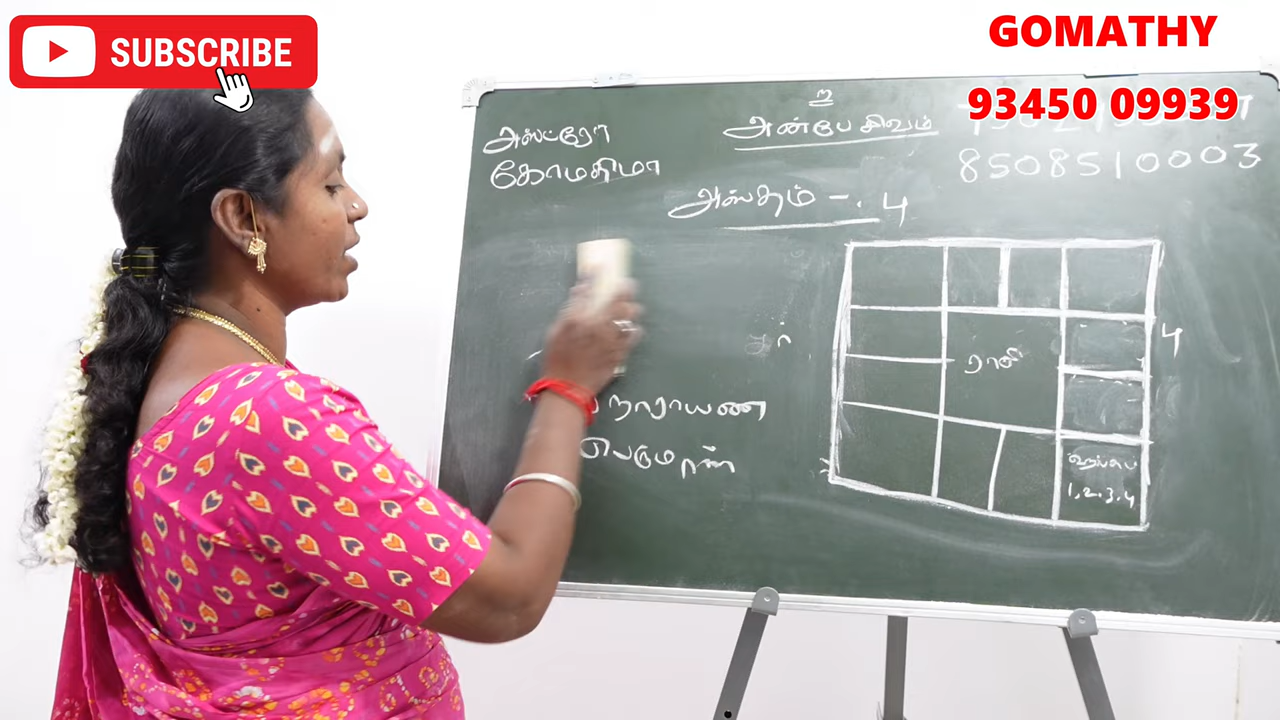 SUBSCRIBE
GOMATHY
93450 09939
உ
அஸ்ட்ரோ
கோமதிமா
அன்பே சிவம்
8508510003
அஸ்தம் - 4
4
ராசி
நாராயண
பெருமாள்
1,2,3,4